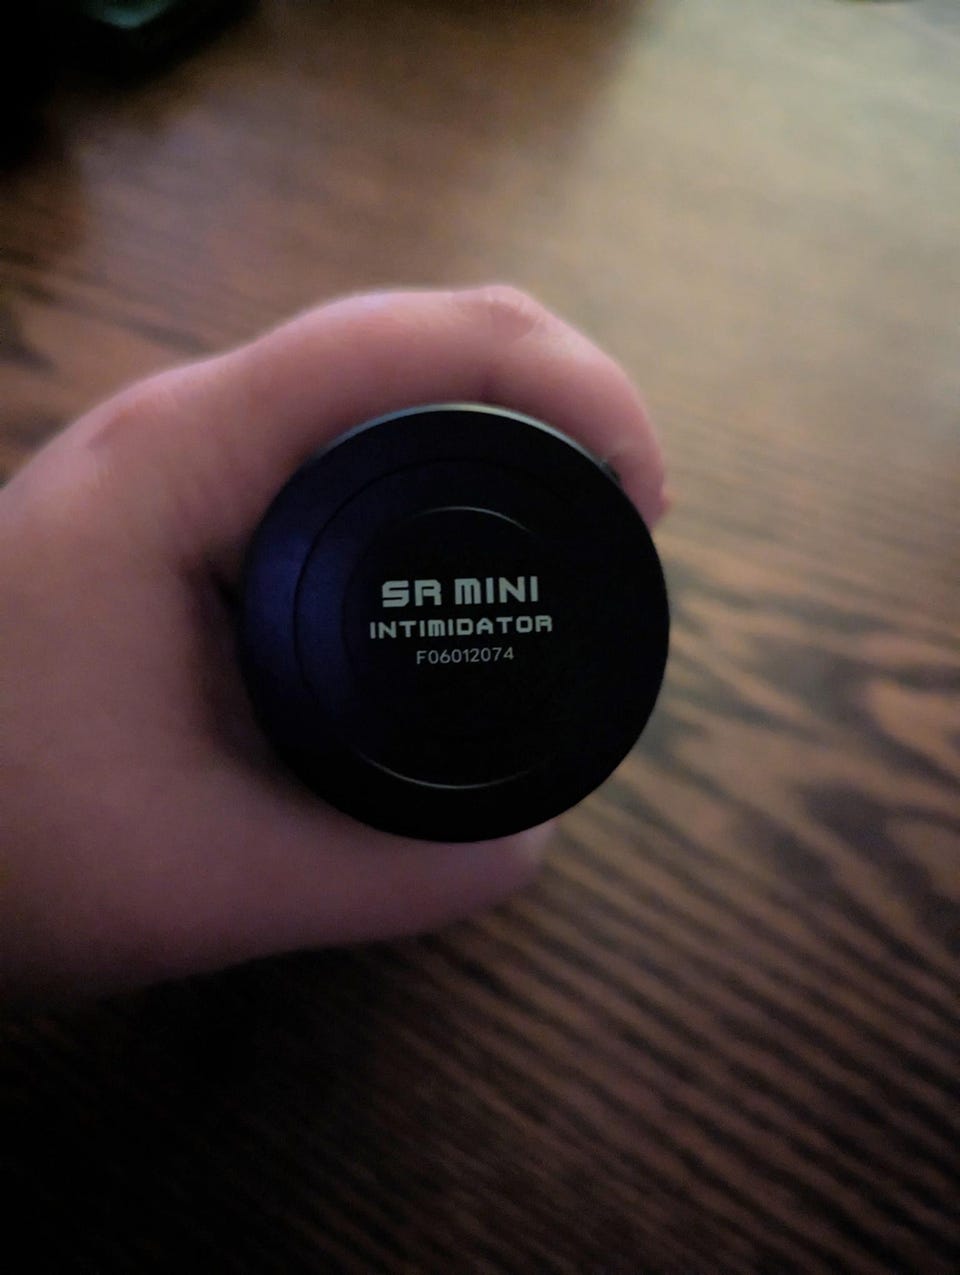 SR MINI
INTIMIDATOR
F06012074